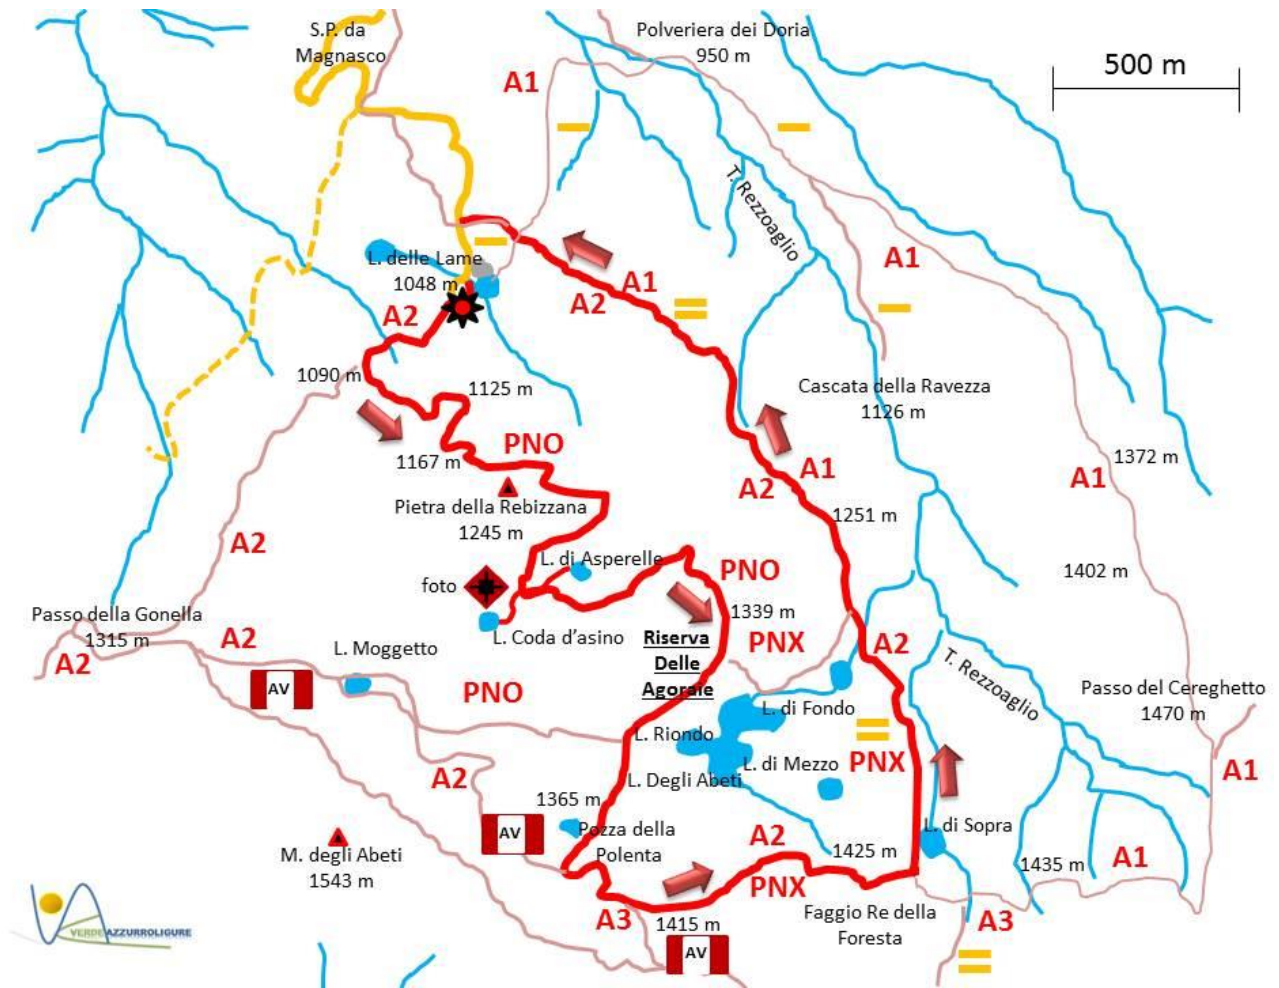 S.P. da
Magnasco
Polveriera dei Doria
950 m
500 m
A1
T. Rezzoaglio
L. delle Lame
1048 m
A1
A1
A2
A2
1090 m
1125 m
Cascata della Ravezza
1126 m
PNO
1167 m
1372 m
A1
A1
A2
Pietra della Rebizzana
1245 m
1251 m
A2
L. di Asperelle
PNO
1402 m
foto
Passo della Gonella
1315 m
A2
A2
L. Coda d'asino
1339 m
Riserva
Delle
Agoraie
PNX
A2
L. Moggetto
AV
PNO
T. Rezzoaglio
Passo del Cereghetto
1470 m
L. di Fondo
L. Riondo
L. di Mezzo
PNX
A1
A2
L. Degli Abeti
1365 m
Pozza della
Polenta
AV
A2
L. di Sopra
M. degli Abeti
1543 m
1425 m
1435 m
A1
PNX
A3
1415 m
Faggio Re della
Foresta
A3
AV
VERDEAZZURROLIGURE